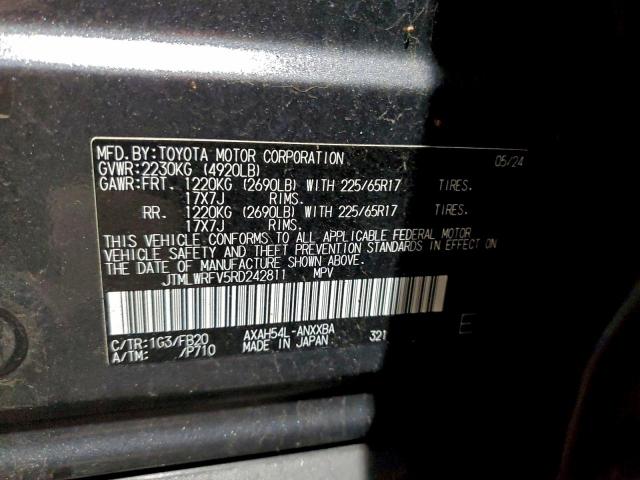 MFD.BY:TOYOTA MOTOR CORPORATION 05/24
GVWR:2230KG (4920LB)
GAWR:FRT. 1220KG (2690LB) WITH 225/65R17 TIRES.
17X7J RIMS.
RR. 1220KG (2690LB) WITH 225/65R17 TIRES.
17X7J RIMS.
THIS VEHICLE CONFORMS TO ALL APPLICABLE FEDERAL MOTOR
VEHICLE SAFETY AND THEFT PREVENTION STANDARDS IN EFFECT ON
THE DATE OF MANUFACTURE SHOWN ABOVE.
JTMLWRFV5RD242811 MPV
C/TR:1G3/FB20 AXAH54L-ANXXBA 321 E
A/TM: /P710 MADE IN JAPAN